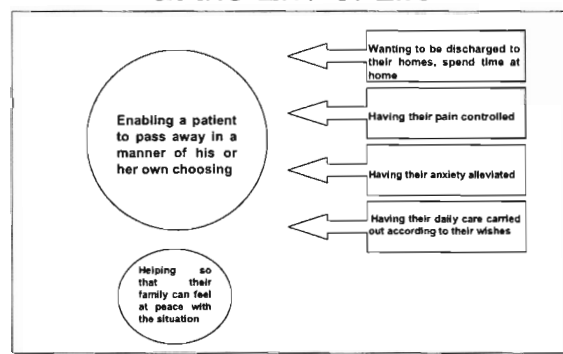 Enabling a patient
to pass away in a
manner of his or
her own choosing
Wanting to be discharged to
their homes, spend time at
home
Having their pain controlled
Having their anxiety alleviated
Having their daily care carried
out according to their wishes
Helping so
that their
family can feel
at peace with
the situation